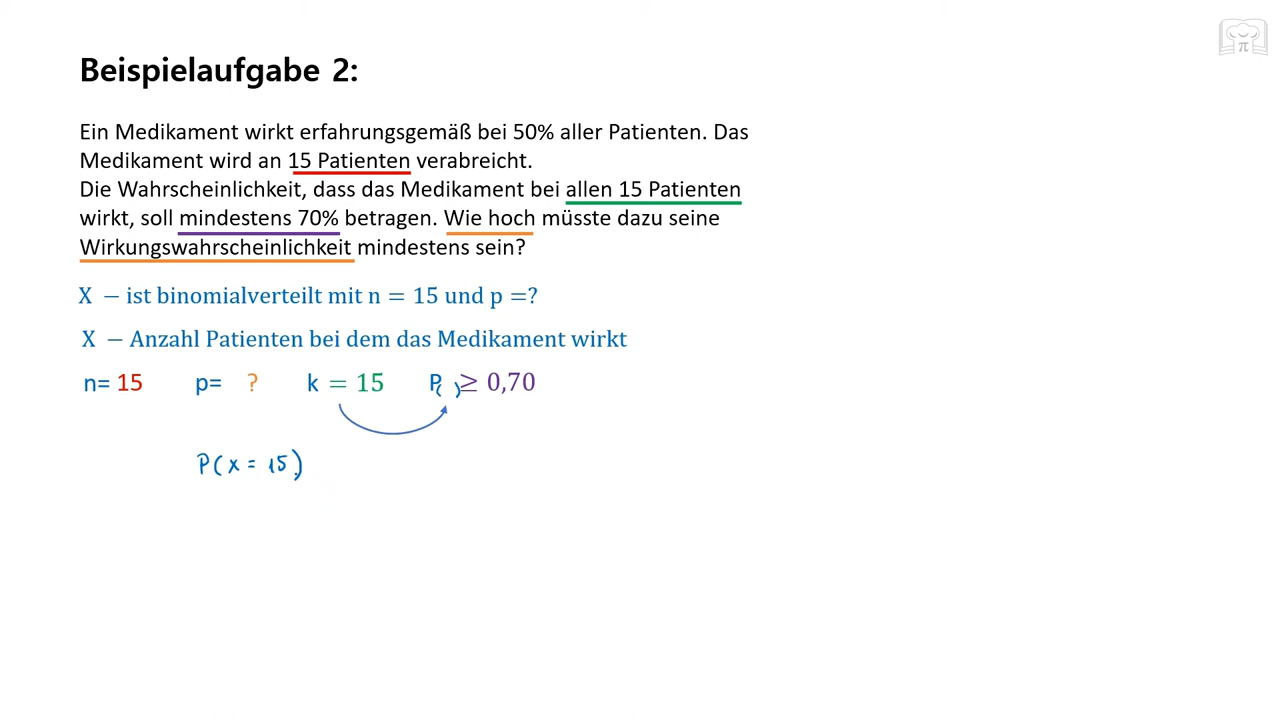 Beispielaufgabe 2:
Ein Medikament wirkt erfahrungsgemäß bei 50% aller Patienten. Das
Medikament wird an 15 Patienten verabreicht.
Die Wahrscheinlichkeit, dass das Medikament bei allen 15 Patienten
wirkt, soll mindestens 70% betragen. Wie hoch müsste dazu seine
Wirkungswahrscheinlichkeit mindestens sein?
X – ist binomialverteilt mit n = 15 und p =?
X – Anzahl Patienten bei dem das Medikament wirkt
n= 15 p= ? k = 15 P( ) ≥ 0,70
P(x = 15)